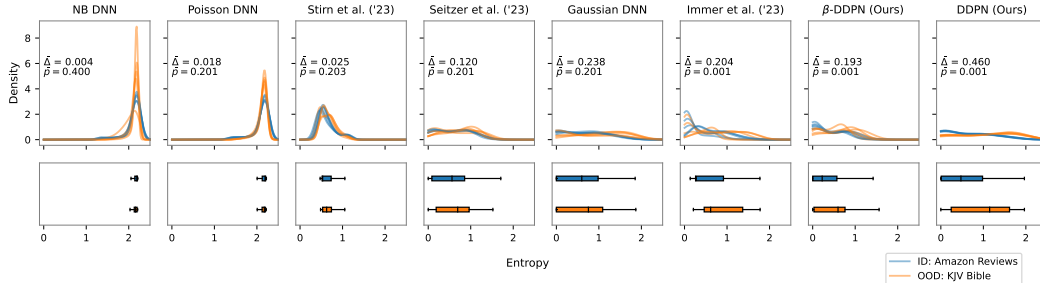 NB DNN
Poisson DNN
Stirn et al. ('23)
Seitzer et al. ('23)
Gaussian DNN
Immer et al. ('23)
β-DDPN (Ours)
DDPN (Ours)
Density
8
6
4
2
0
Δ̄ = 0.004
p̄ = 0.400
Δ̄ = 0.018
p̄ = 0.201
Δ̄ = 0.025
p̄ = 0.203
Δ̄ = 0.120
p̄ = 0.201
Δ̄ = 0.238
p̄ = 0.201
Δ̄ = 0.204
p̄ = 0.001
Δ̄ = 0.193
p̄ = 0.001
Δ̄ = 0.460
p̄ = 0.001
0 1 2
0 1 2
0 1 2
0 1 2
0 1 2
0 1 2
0 1 2
0 1 2
Entropy
ID: Amazon Reviews
OOD: KJV Bible